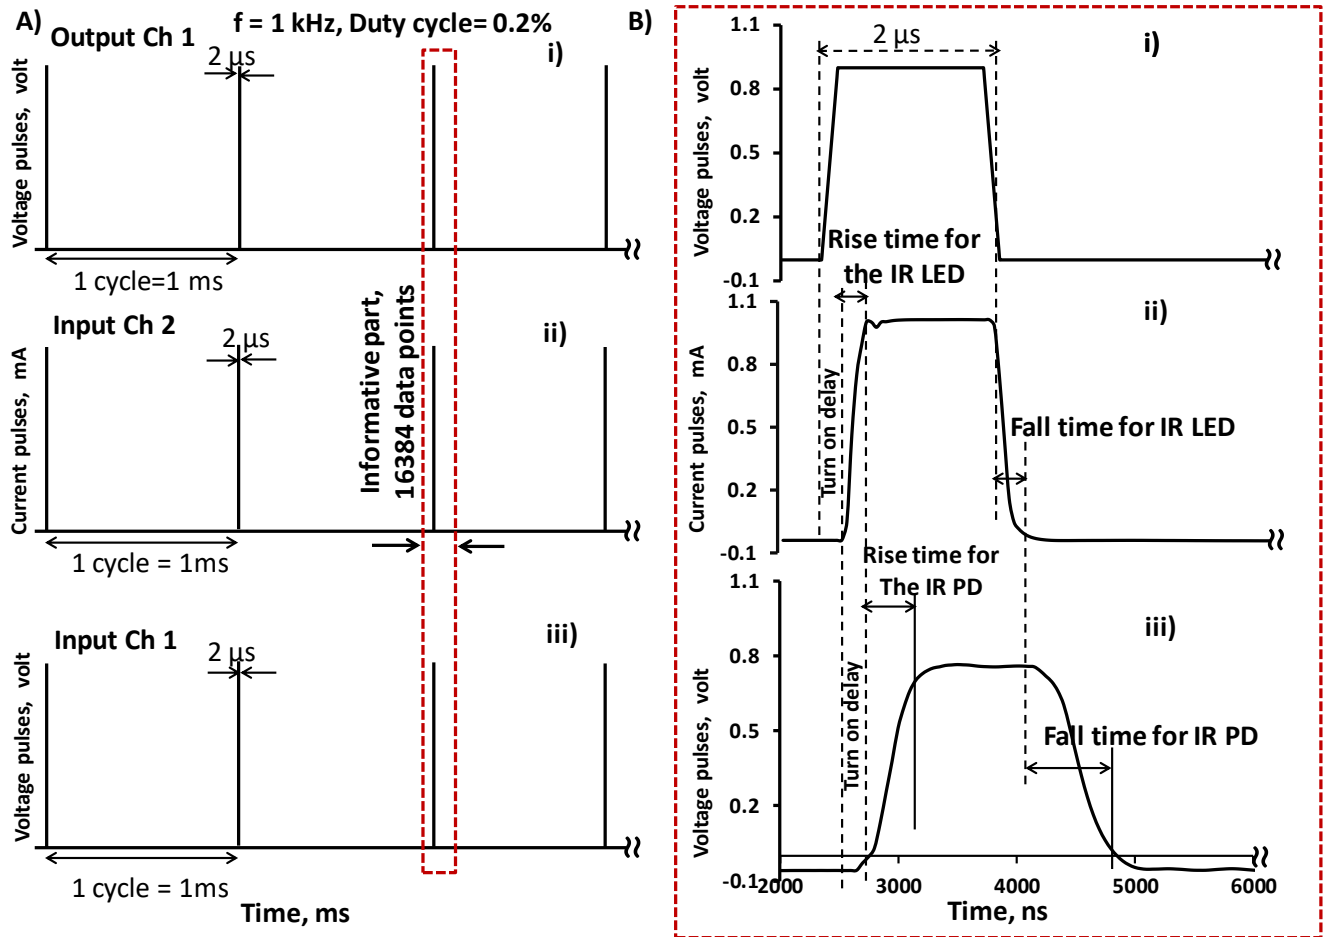 A)
f = 1 kHz, Duty cycle= 0.2%
Output Ch 1
i)
2 µs
Voltage pulses, volt
1 cycle=1 ms
Input Ch 2
ii)
2 µs
Current pulses, mA
Informative part,
16384 data points
1 cycle = 1ms
Input Ch 1
iii)
2 µs
Voltage pulses, volt
1 cycle = 1ms
Time, ms
B)
i)
2 µs
1.1
0.8
0.5
0.2
-0.1
Voltage pulses, volt
Rise time for
the IR LED
ii)
1.1
0.8
0.5
0.2
-0.1
Current pulses, mA
Turn on delay
Fall time for IR LED
Rise time for
The IR PD
iii)
1.1
0.8
0.5
0.2
-0.1
Voltage pulses, volt
Turn on delay
Fall time for IR PD
2000
3000
4000
5000
6000
Time, ns